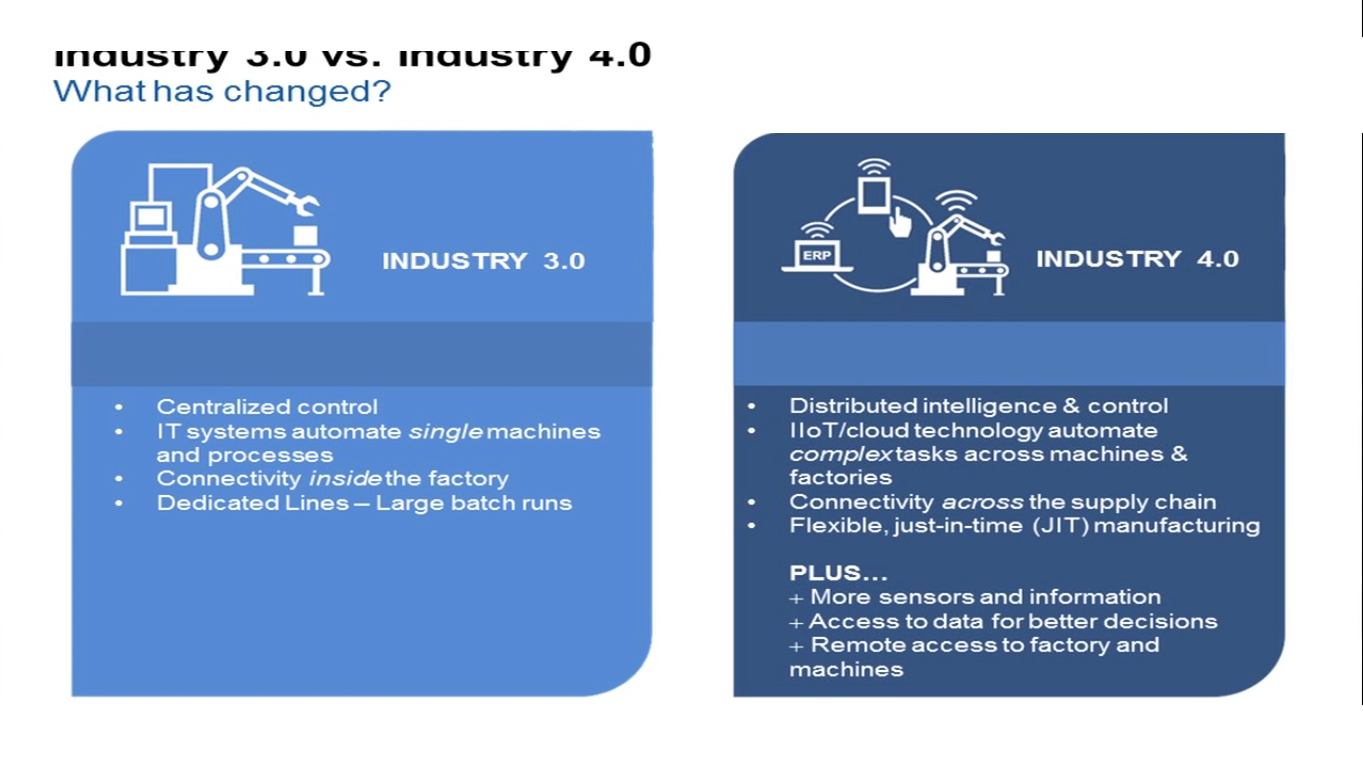 Industry 3.0 vs. Industry 4.0
What has changed?
INDUSTRY 3.0
• Centralized control
• IT systems automate single machines
and processes
• Connectivity inside the factory
• Dedicated Lines – Large batch runs
ERP
INDUSTRY 4.0
• Distributed intelligence & control
• IIoT/cloud technology automate
complex tasks across machines &
factories
• Connectivity across the supply chain
• Flexible, just-in-time (JIT) manufacturing
PLUS...
+ More sensors and information
+ Access to data for better decisions
+ Remote access to factory and
machines